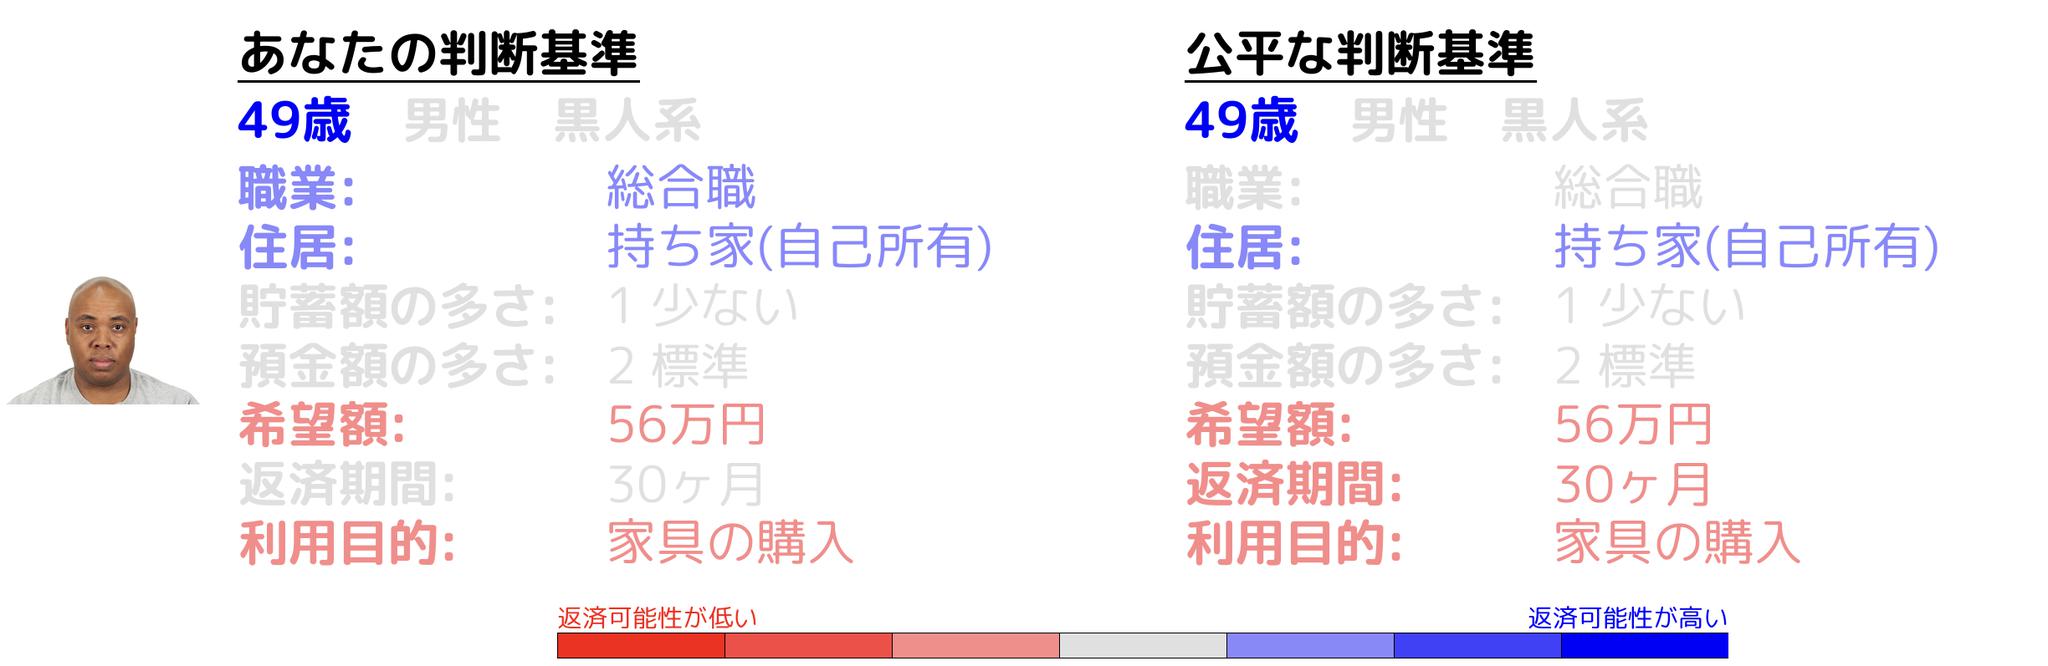 あなたの判断基準
49歳 男性 黒人系
職業: 総合職
住居: 持ち家(自己所有)
貯蓄額の多さ: 1 少ない
預金額の多さ: 2 標準
希望額: 56万円
返済期間: 30ヶ月
利用目的: 家具の購入
公平な判断基準
49歳 男性 黒人系
職業: 総合職
住居: 持ち家(自己所有)
貯蓄額の多さ: 1 少ない
預金額の多さ: 2 標準
希望額: 56万円
返済期間: 30ヶ月
利用目的: 家具の購入
返済可能性が低い
返済可能性が高い